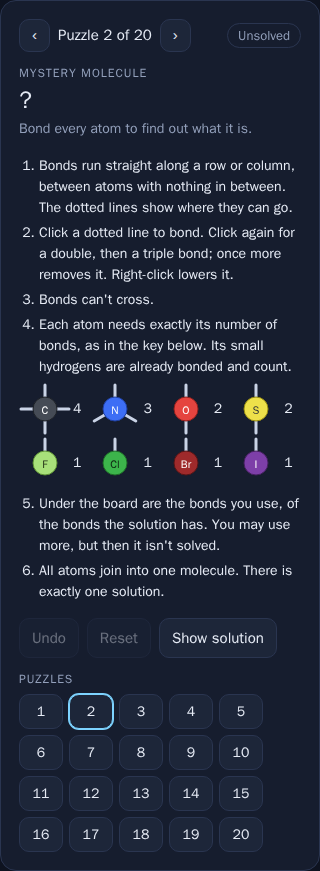 ‹ Puzzle 2 of 20 › Unsolved
MYSTERY MOLECULE
?
Bond every atom to find out what it is.
1. Bonds run straight along a row or column,
between atoms with nothing in between.
The dotted lines show where they can go.
2. Click a dotted line to bond. Click again for
a double, then a triple bond; once more
removes it. Right-click lowers it.
3. Bonds can't cross.
4. Each atom needs exactly its number of
bonds, as in the key below. Its small
hydrogens are already bonded and count.
C 4 N 3 O 2 S 2
F 1 Cl 1 Br 1 I 1
5. Under the board are the bonds you use, of
the bonds the solution has. You may use
more, but then it isn't solved.
6. All atoms join into one molecule. There is
exactly one solution.
Undo Reset Show solution
PUZZLES
1 2 3 4 5
6 7 8 9 10
11 12 13 14 15
16 17 18 19 20